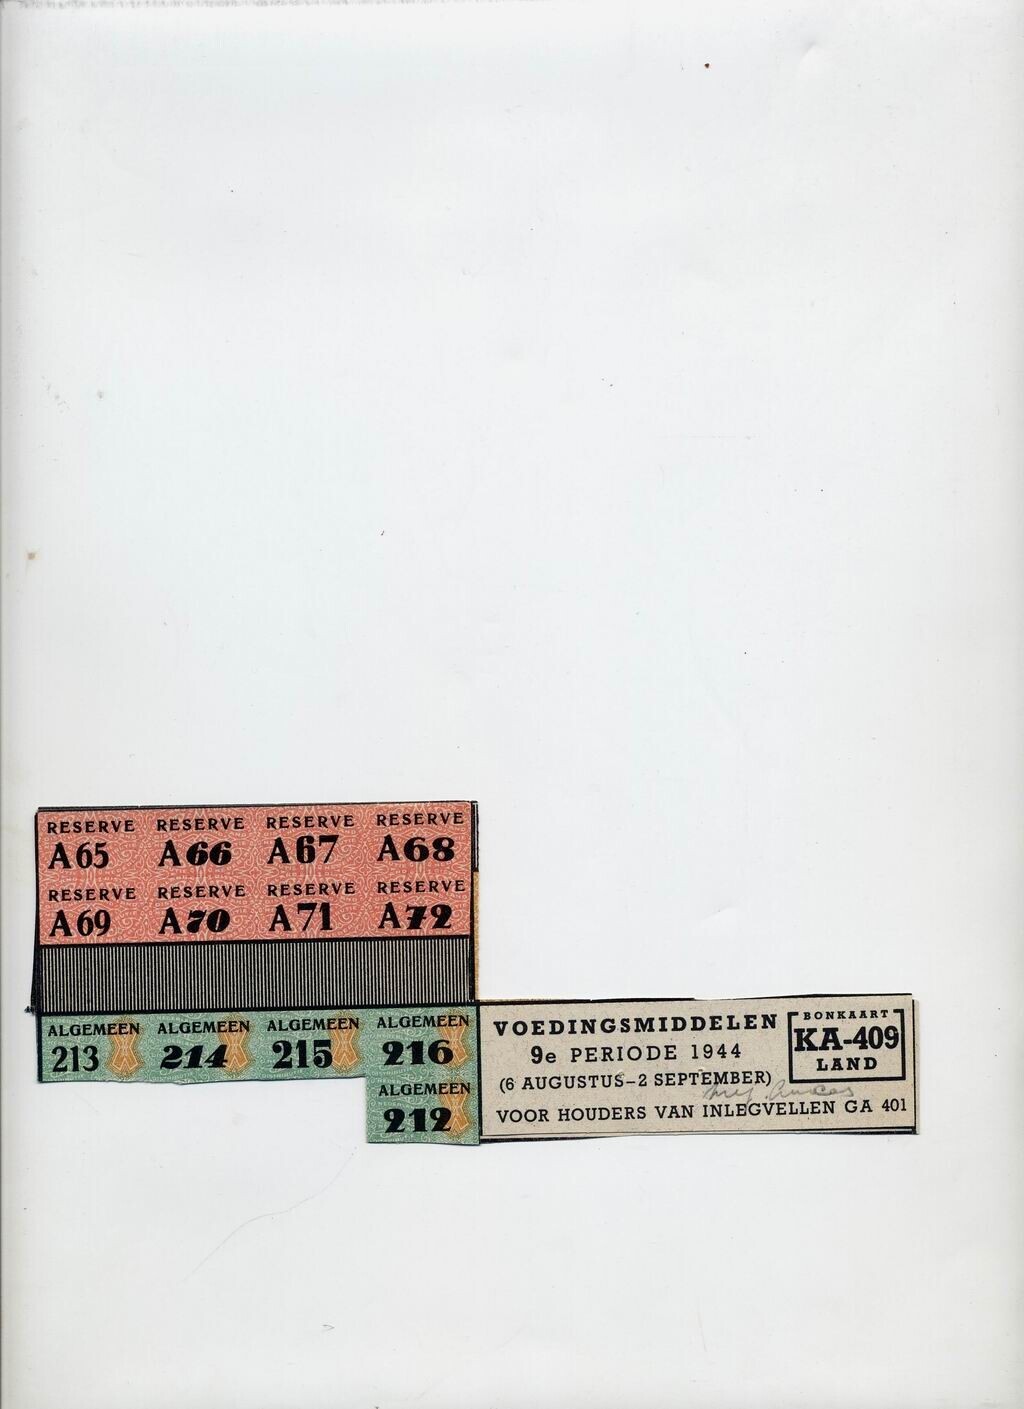 RESERVE RESERVE RESERVE RESERVE
A65 A66 A67 A68
RESERVE RESERVE RESERVE RESERVE
A69 A70 A71 A72
ALGEMEEN ALGEMEEN ALGEMEEN ALGEMEEN
213 214 215 216
ALGEMEEN
212
VOEDINGSMIDDELEN
9e PERIODE 1944
(6 AUGUSTUS-2 SEPTEMBER)
VOOR HOUDERS VAN INLEGVELLEN GA 401
BONKAART
KA-409
LAND